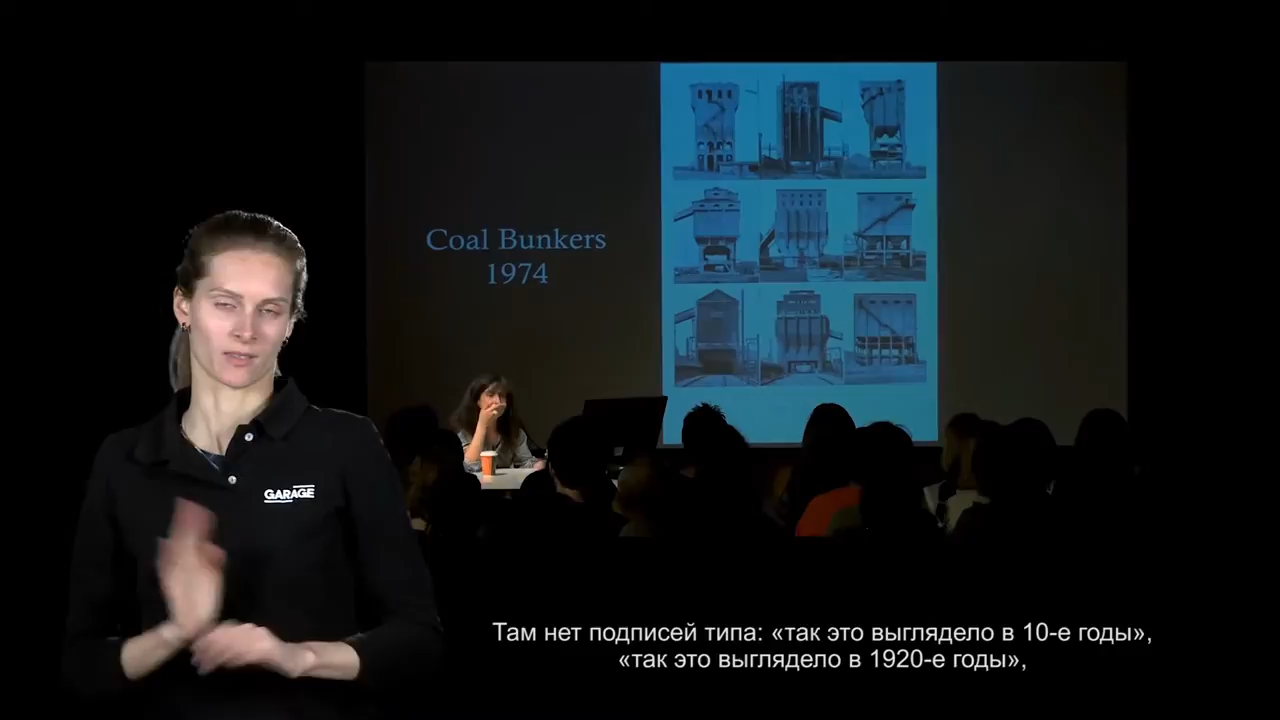 Coal Bunkers
1974
GARAGE
Там нет подписей типа: «так это выглядело в 10-е годы»,
«так это выглядело в 1920-е годы»,